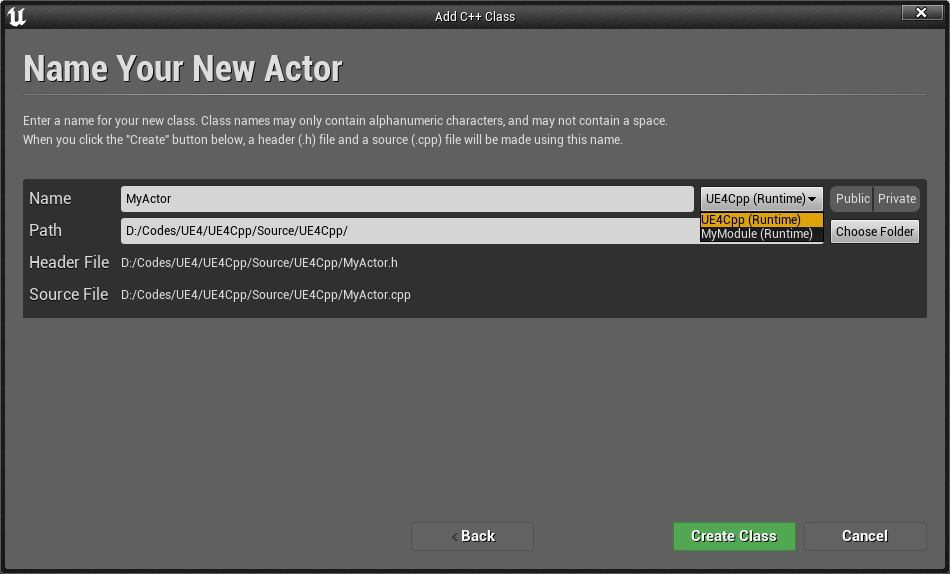 Add C++ Class
Name Your New Actor
Enter a name for your new class. Class names may only contain alphanumeric characters, and may not contain a space.
When you click the "Create" button below, a header (.h) file and a source (.cpp) file will be made using this name.
Name MyActor UE4Cpp (Runtime) Public Private
UE4Cpp (Runtime)
Path D:/Codes/UE4/UE4Cpp/Source/UE4Cpp/ Choose Folder
MyModule (Runtime)
Header File D:/Codes/UE4/UE4Cpp/Source/UE4Cpp/MyActor.h
Source File D:/Codes/UE4/UE4Cpp/Source/UE4Cpp/MyActor.cpp
Back Create Class Cancel